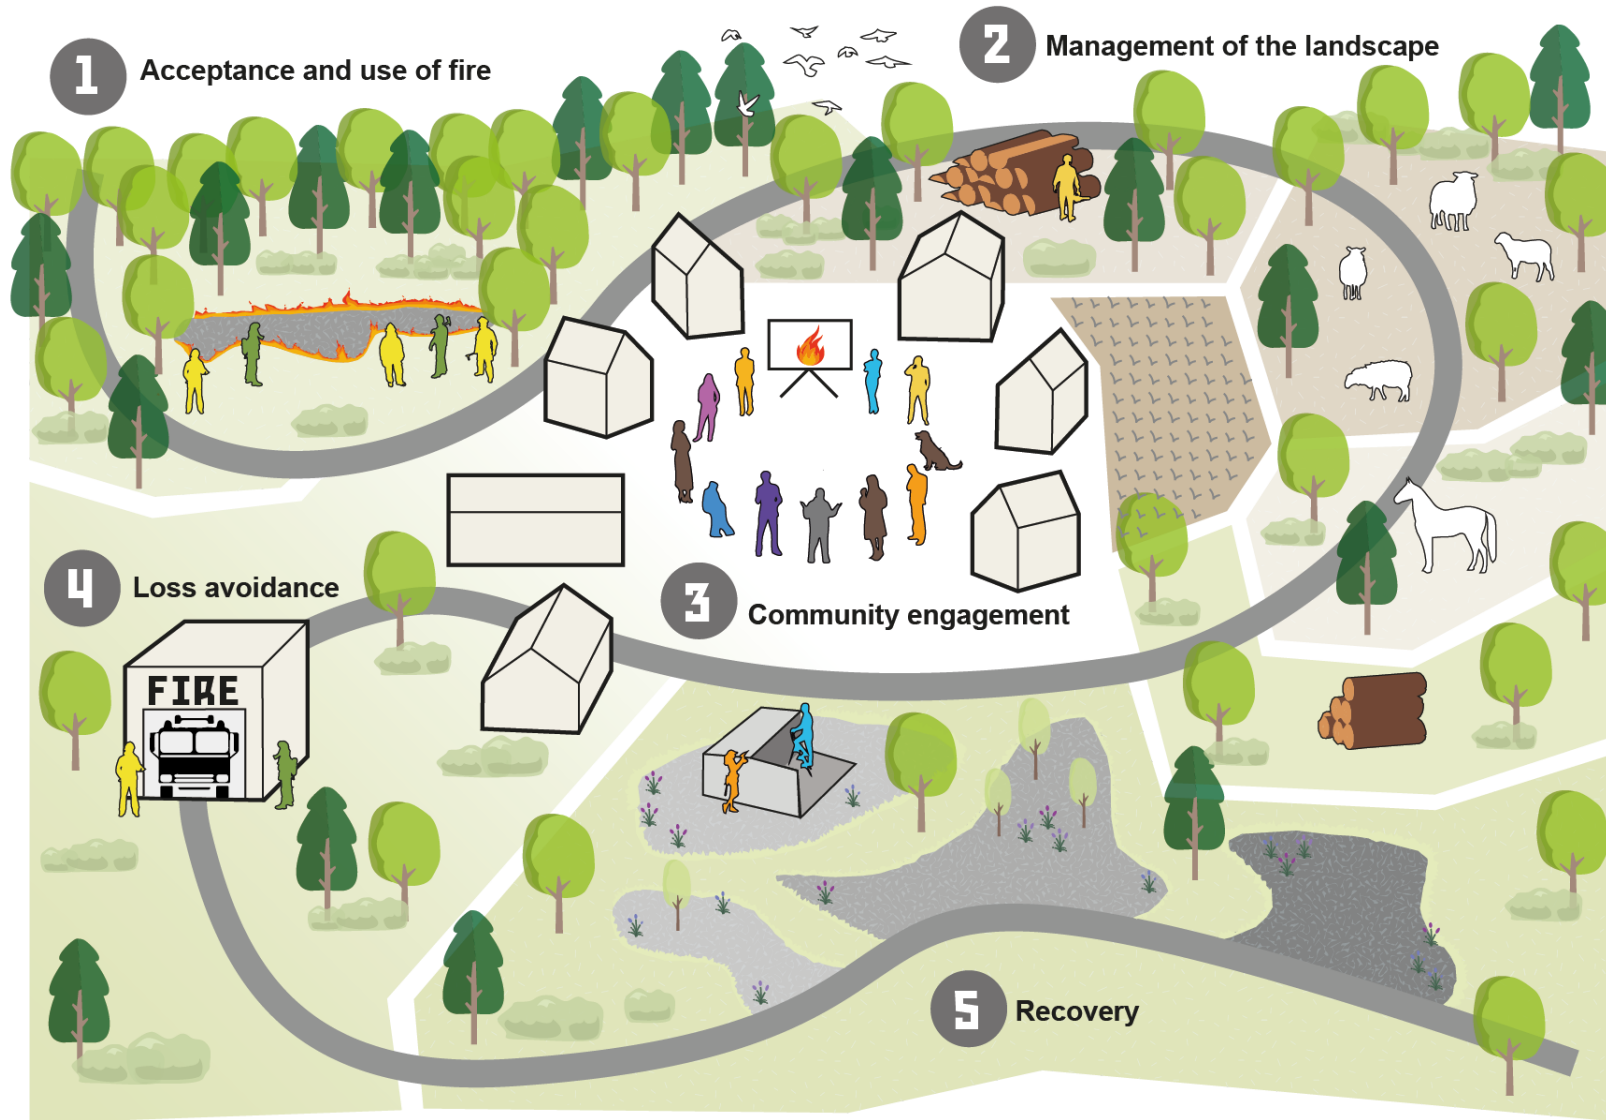 1 Acceptance and use of fire
2 Management of the landscape
3 Community engagement
4 Loss avoidance
FIRE
5 Recovery